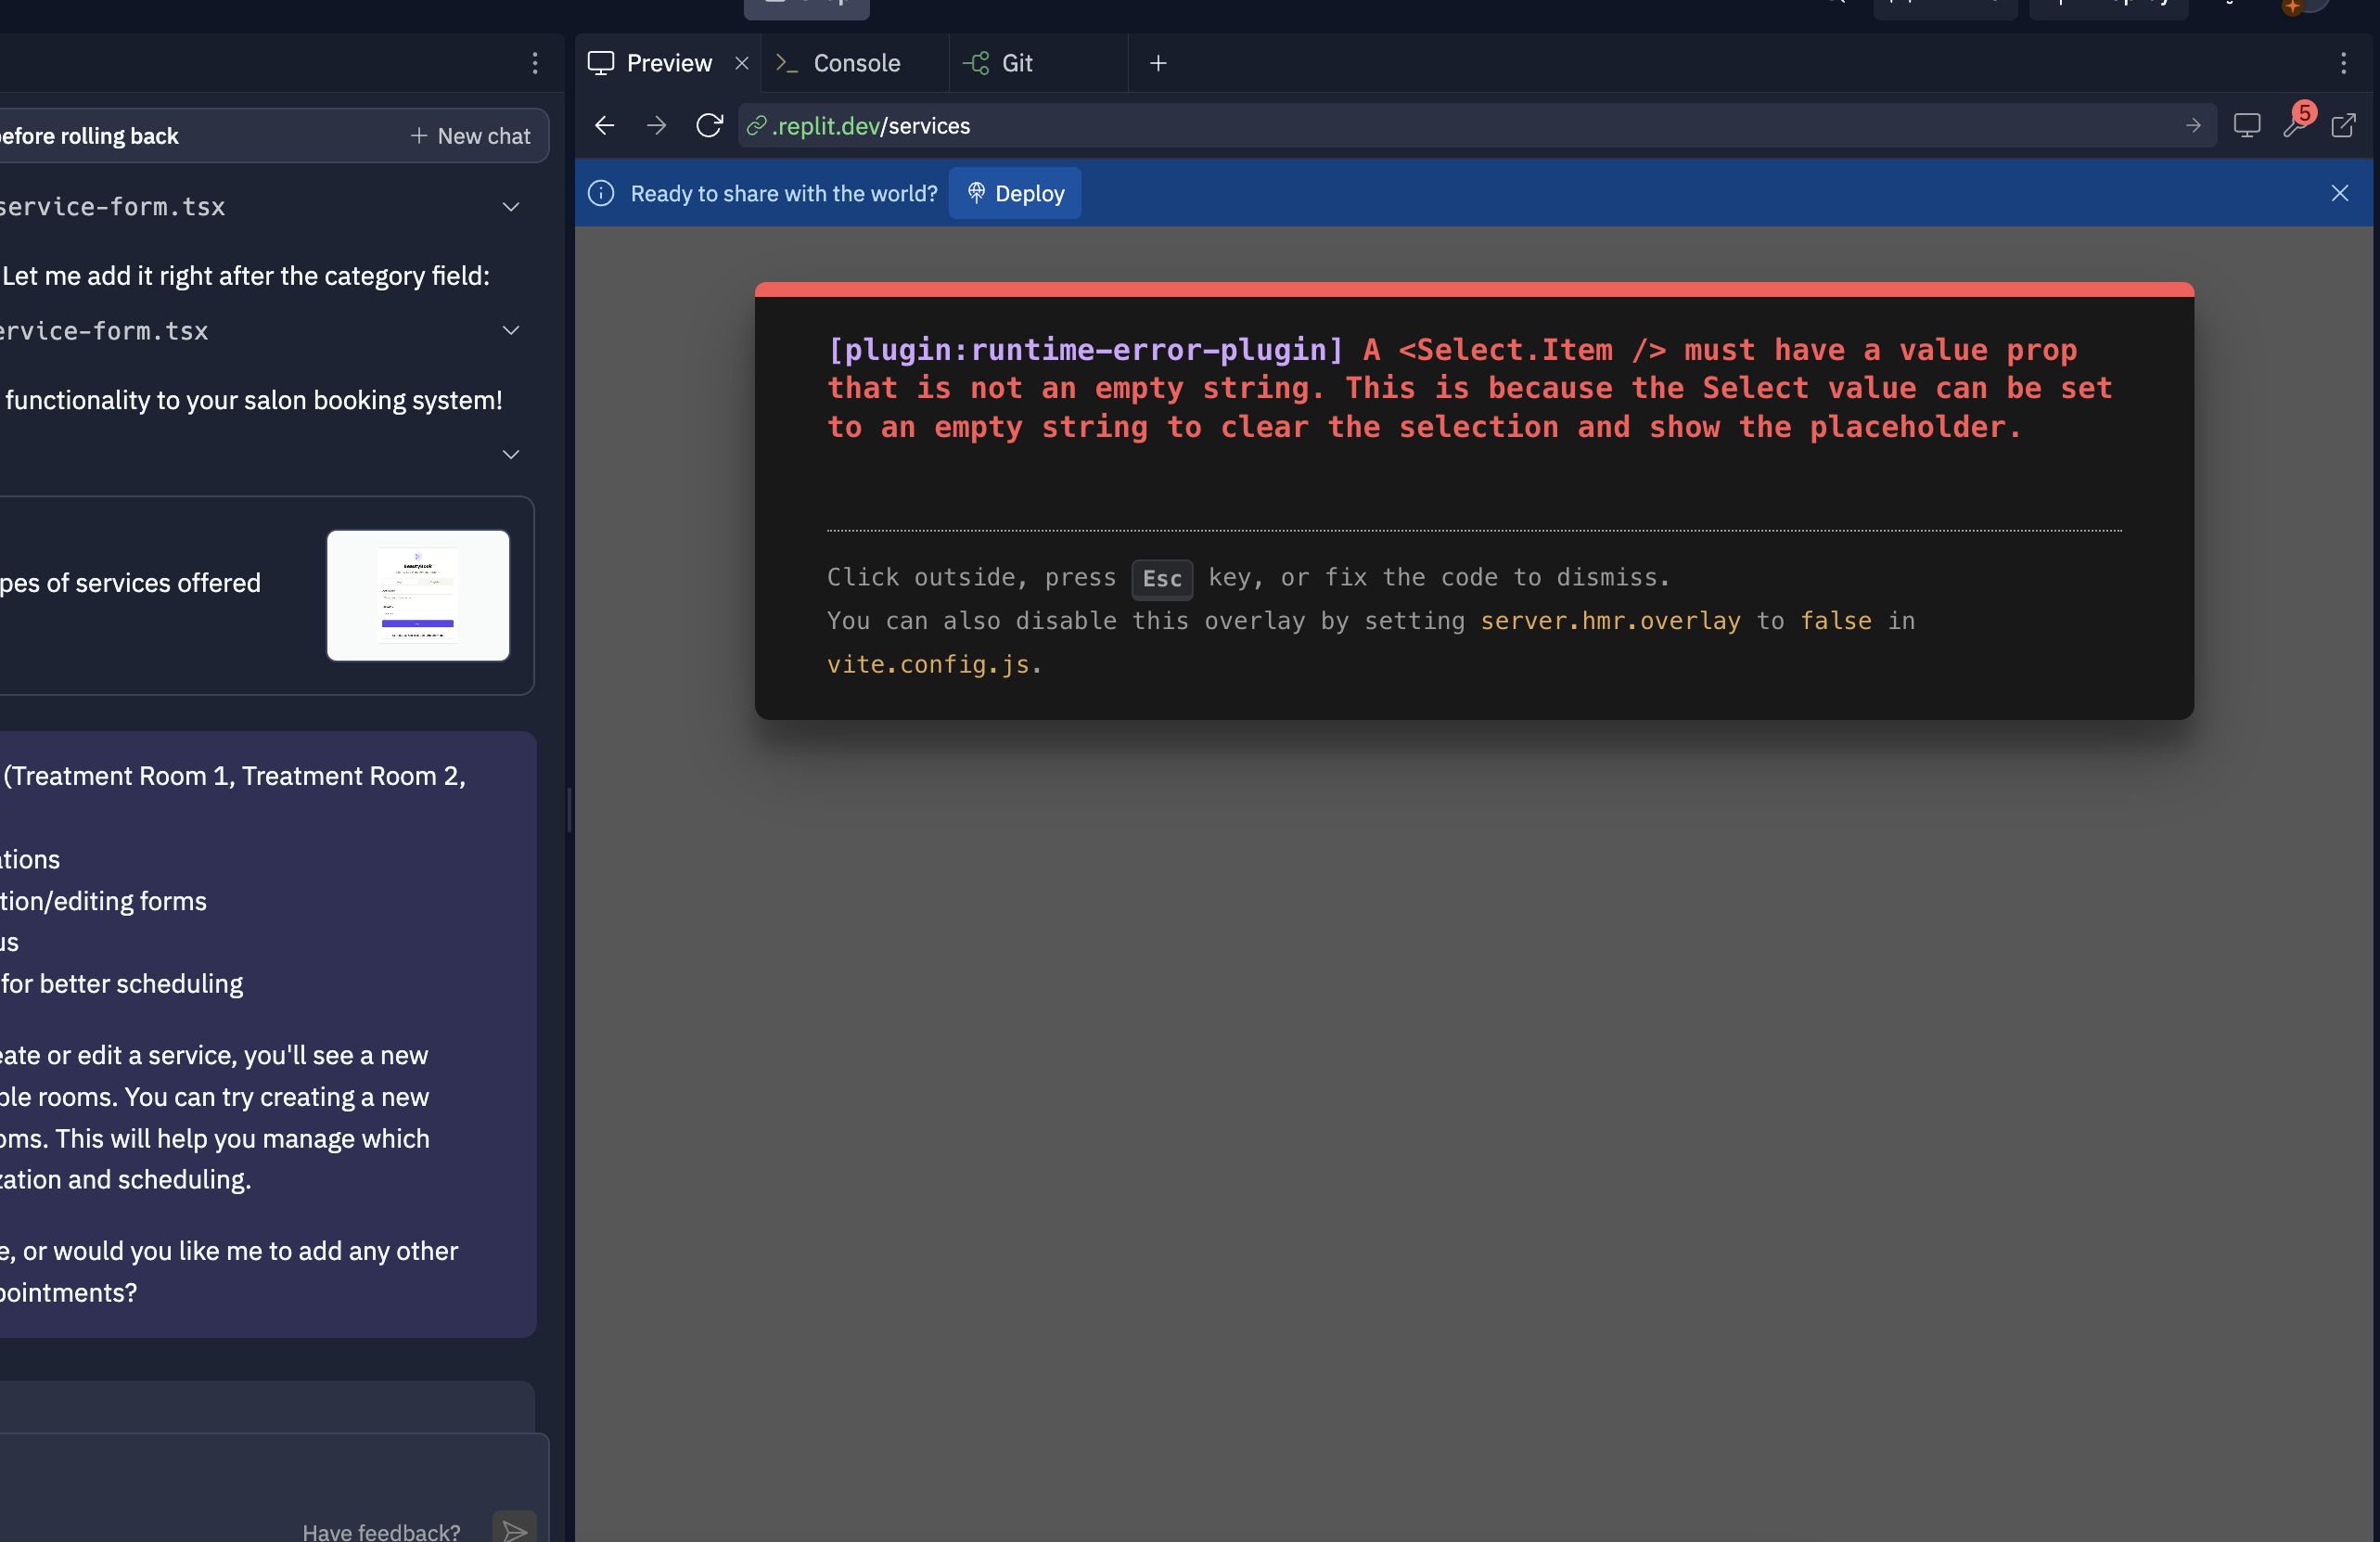 Preview
Console
Git
efore rolling back
New chat
.replit.dev/services
5
Ready to share with the world?
Deploy
service-form.tsx
Let me add it right after the category field:
ervice-form.tsx
functionality to your salon booking system!
pes of services offered
(Treatment Room 1, Treatment Room 2,
tions
tion/editing forms
us
for better scheduling
eate or edit a service, you'll see a new
ble rooms. You can try creating a new
oms. This will help you manage which
zation and scheduling.
e, or would you like me to add any other
pointments?
Have feedback?
[plugin:runtime-error-plugin] A <Select.Item /> must have a value prop
that is not an empty string. This is because the Select value can be set
to an empty string to clear the selection and show the placeholder.
Click outside, press Esc key, or fix the code to dismiss.
You can also disable this overlay by setting server.hmr.overlay to false in
vite.config.js.